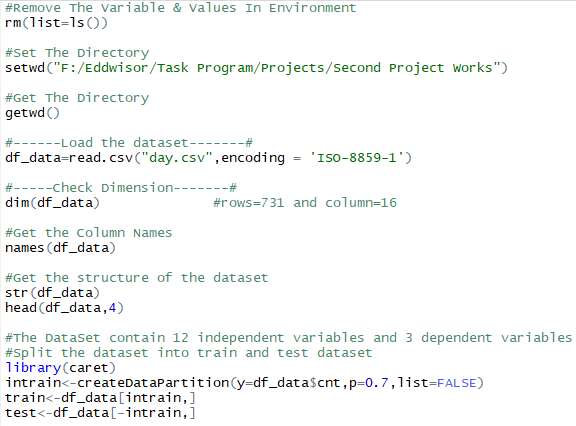 #Remove The Variable & Values In Environment
rm(list=ls())
#Set The Directory
setwd("F:/Eddwisor/Task Program/Projects/Second Project Works")
#Get The Directory
getwd()
#------Load the dataset-------#
df_data=read.csv("day.csv",encoding = 'ISO-8859-1')
#-----Check Dimension-------#
dim(df_data) #rows=731 and column=16
#Get the Column Names
names(df_data)
#Get the structure of the dataset
str(df_data)
head(df_data,4)
#The DataSet contain 12 independent variables and 3 dependent variables
#Split the dataset into train and test dataset
library(caret)
intrain<-createDataPartition(y=df_data$cnt,p=0.7,list=FALSE)
train<-df_data[intrain,]
test<-df_data[-intrain,]